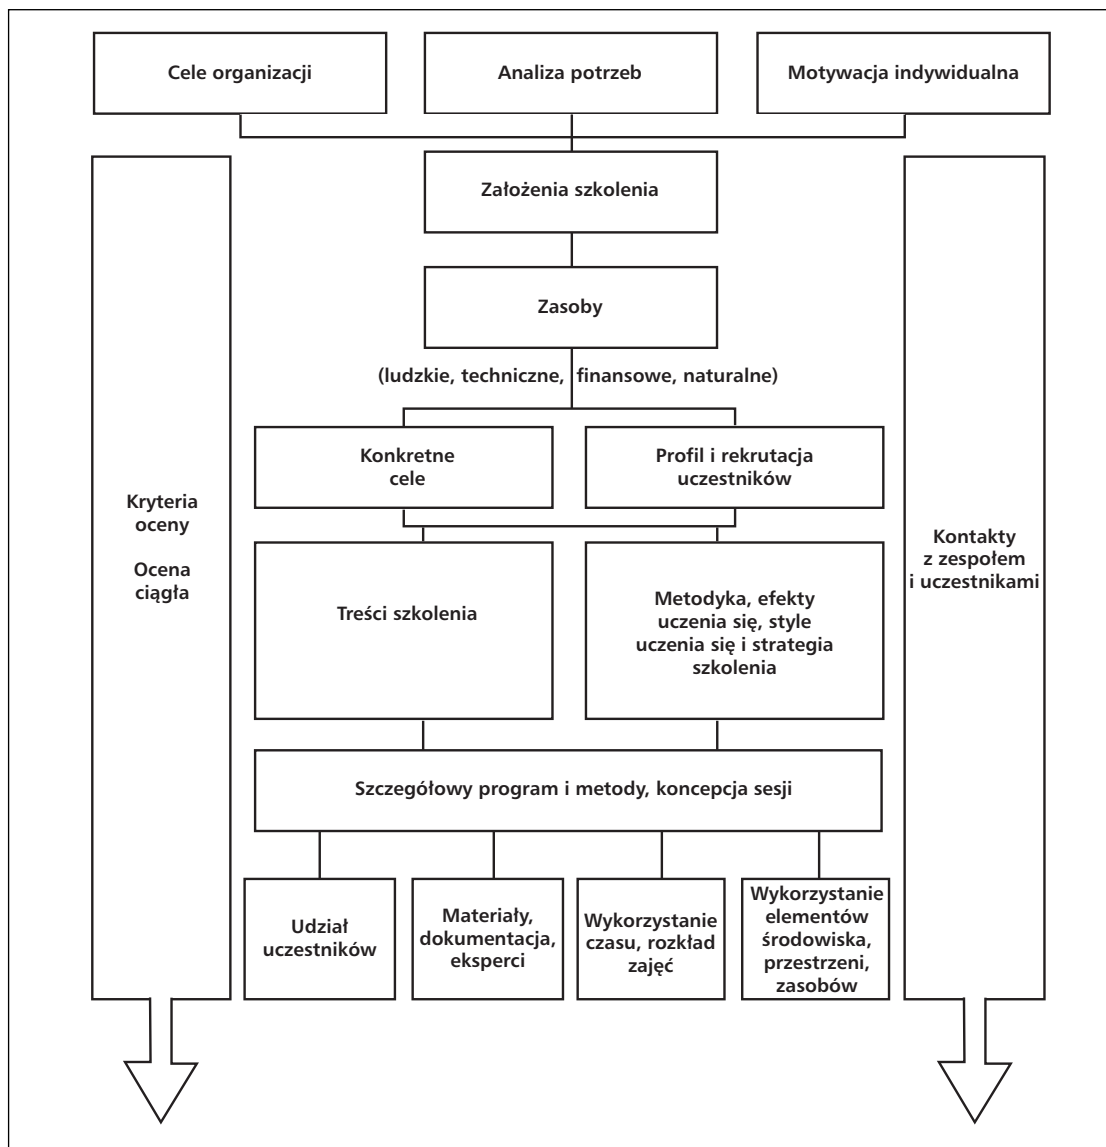 Cele organizacji
Analiza potrzeb
Motywacja indywidualna
Założenia szkolenia
Zasoby
(ludzkie, techniczne, finansowe, naturalne)
Konkretne
cele
Profil i rekrutacja
uczestników
Kryteria
oceny
Ocena
ciągła
Kontakty
z zespołem
i uczestnikami
Treści szkolenia
Metodyka, efekty
uczenia się, style
uczenia się i strategia
szkolenia
Szczegółowy program i metody, koncepcja sesji
Udział
uczestników
Materiały,
dokumentacja,
eksperci
Wykorzystanie
czasu, rozkład
zajęć
Wykorzystanie
elementów
środowiska,
przestrzeni,
zasobów